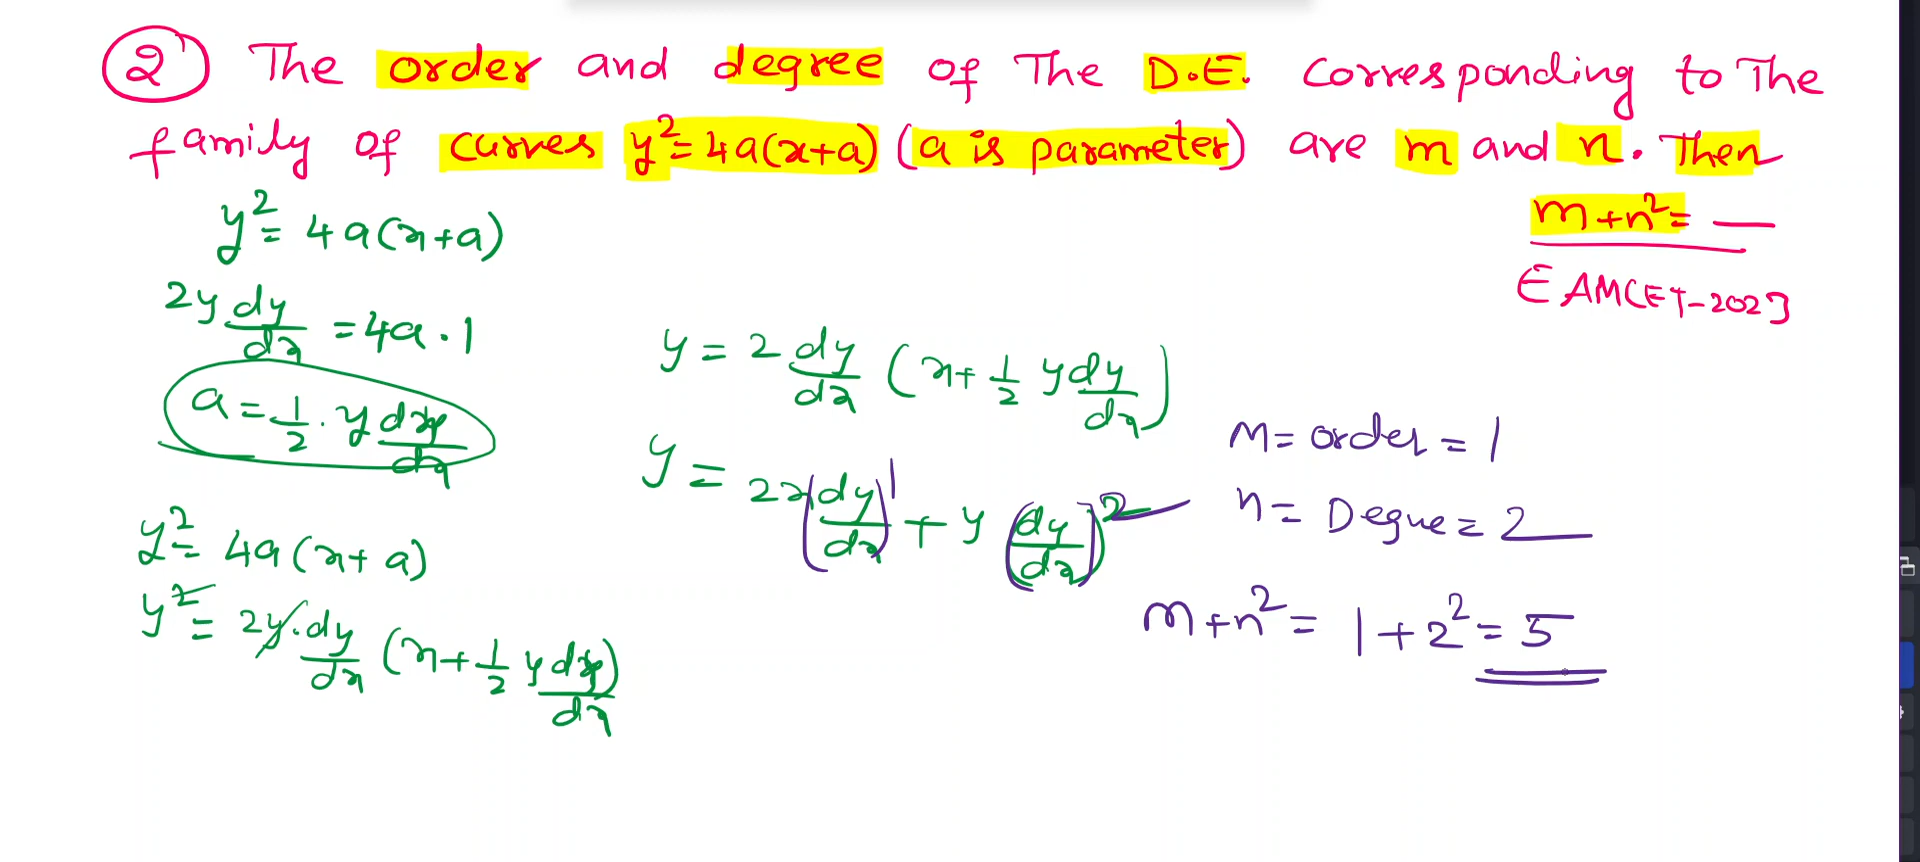 ② The order and degree of The D.E. corresponding to The
family of curves y²=4a(x+a) (a is parameter) are m and n. Then
m+n²= __
EAMCET-2023
y²=4a(x+a)
2y dy/dx =4a.1
a=1/2.y dy/dx
y²=4a(x+a)
y²= 2y.dy/dx (x+1/2 y dy/dx)
y=2 dy/dx (x+1/2 y dy/dx)
y = 2x(dy/dx)¹+y(dy/dx)²
m=order=1
n= Degree=2
m+n²= 1+2²=5